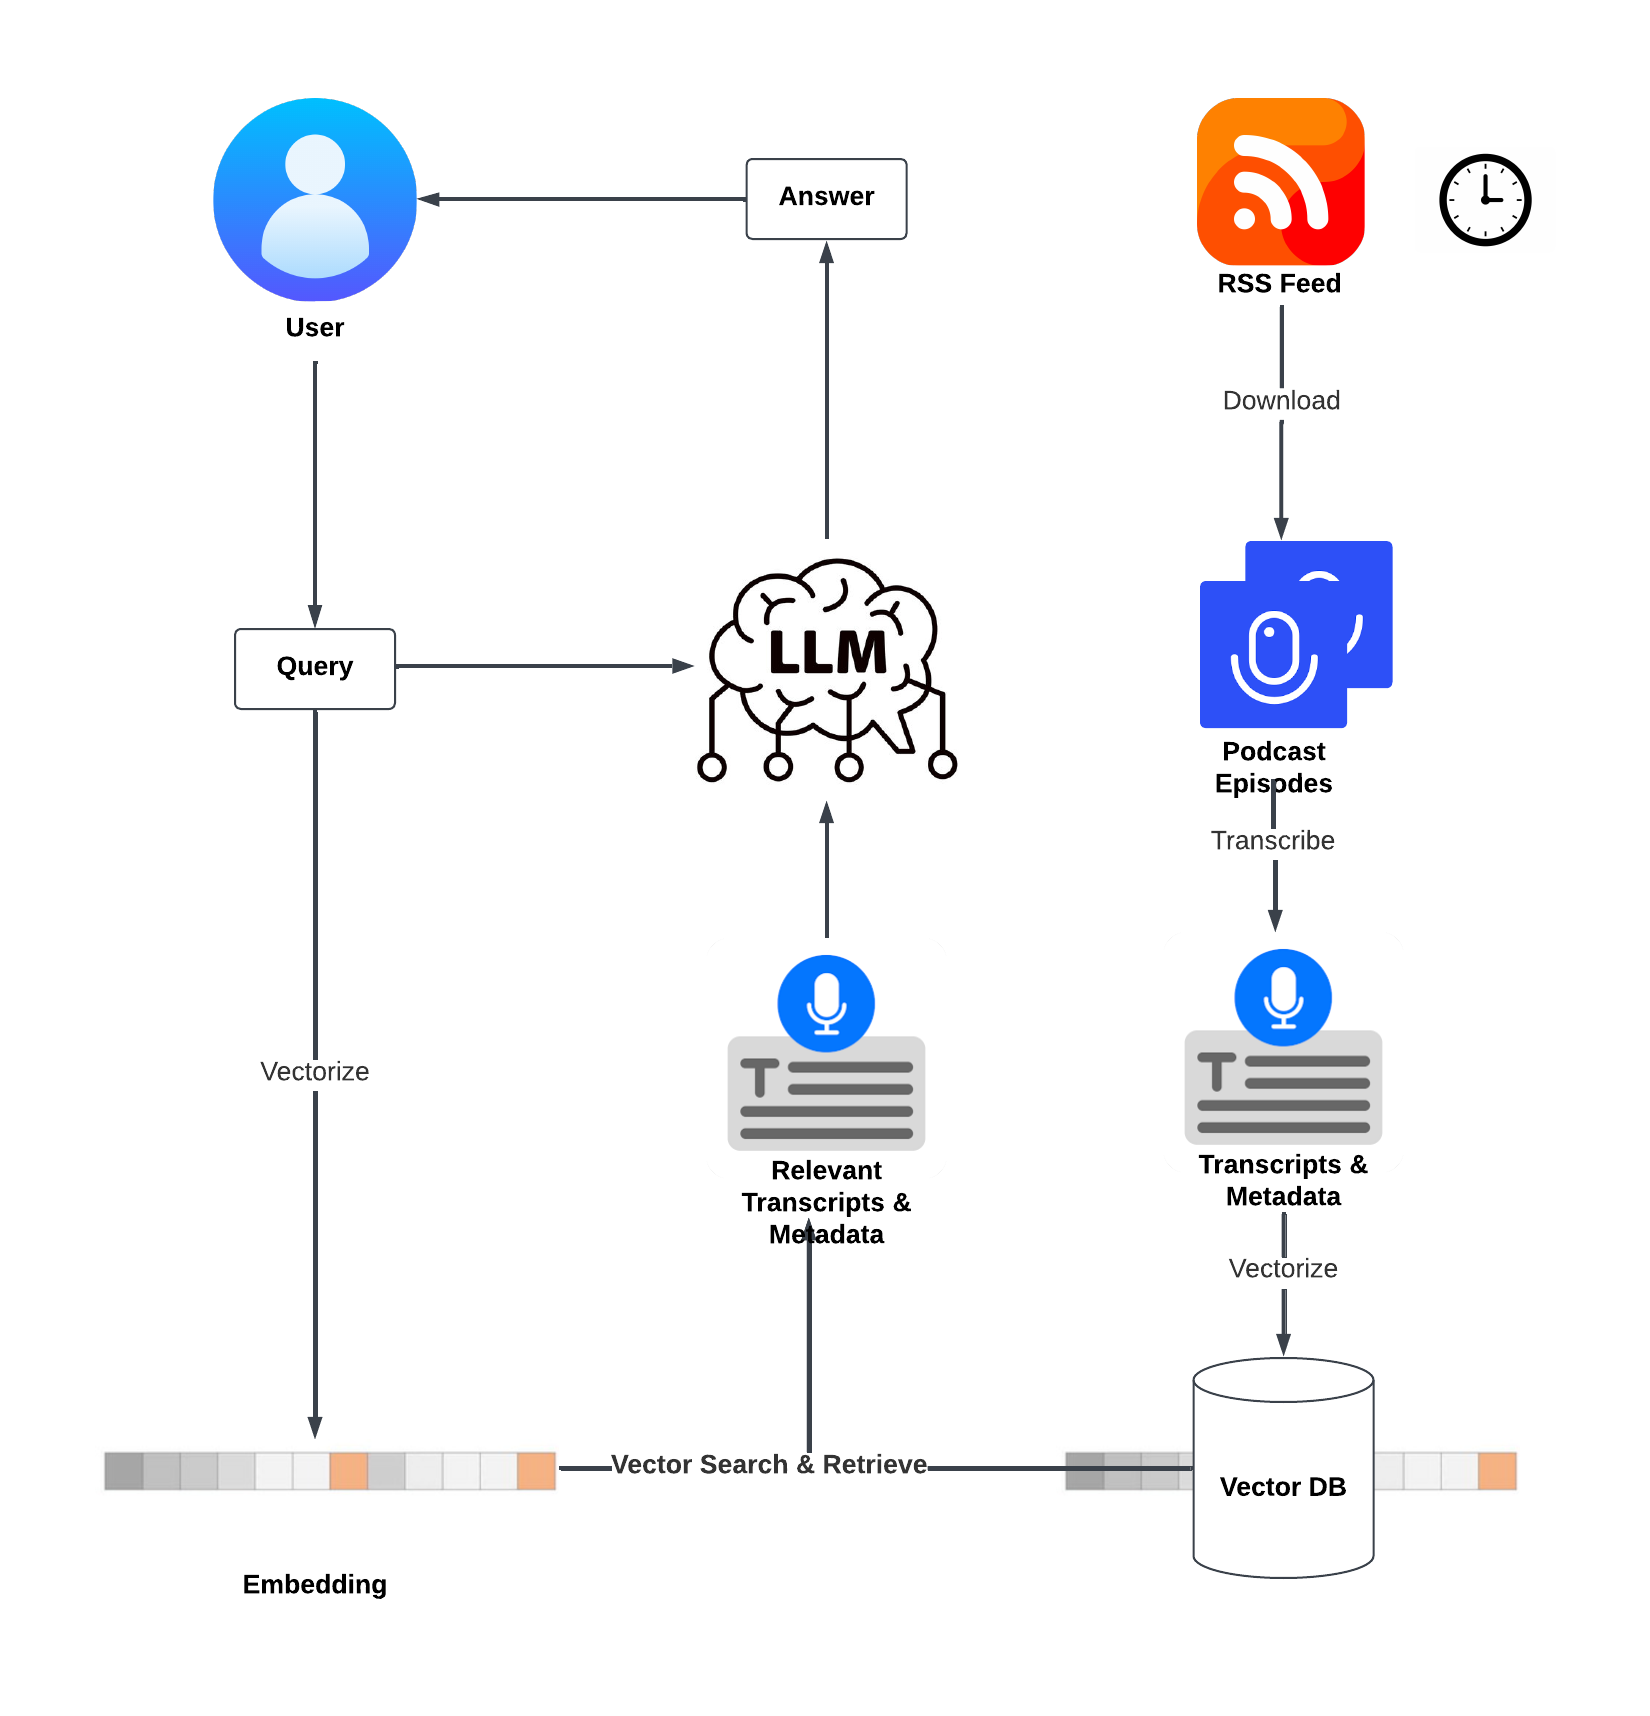 Answer
User
RSS Feed
Download
Query
LLM
Podcast
Episodes
Transcribe
Vectorize
Relevant
Transcripts &
Metadata
T
Transcripts &
Metadata
T
Vectorize
Vector Search & Retrieve
Vector DB
Embedding